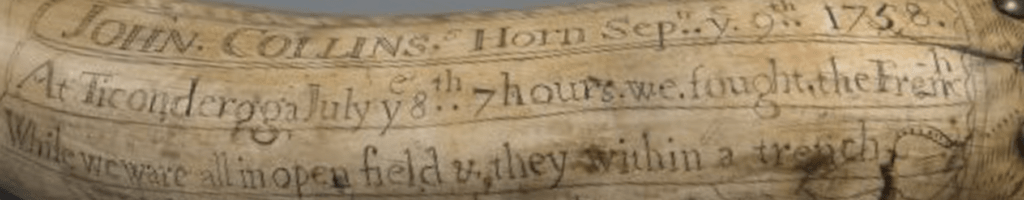 JOHN. COLLINS.s Horn Sepr.. ye. 9th. 1758.
At Ticonderoga July ye 8th.. 7 hours. we. fought. the French
While we ware all in open field &, they within a trench